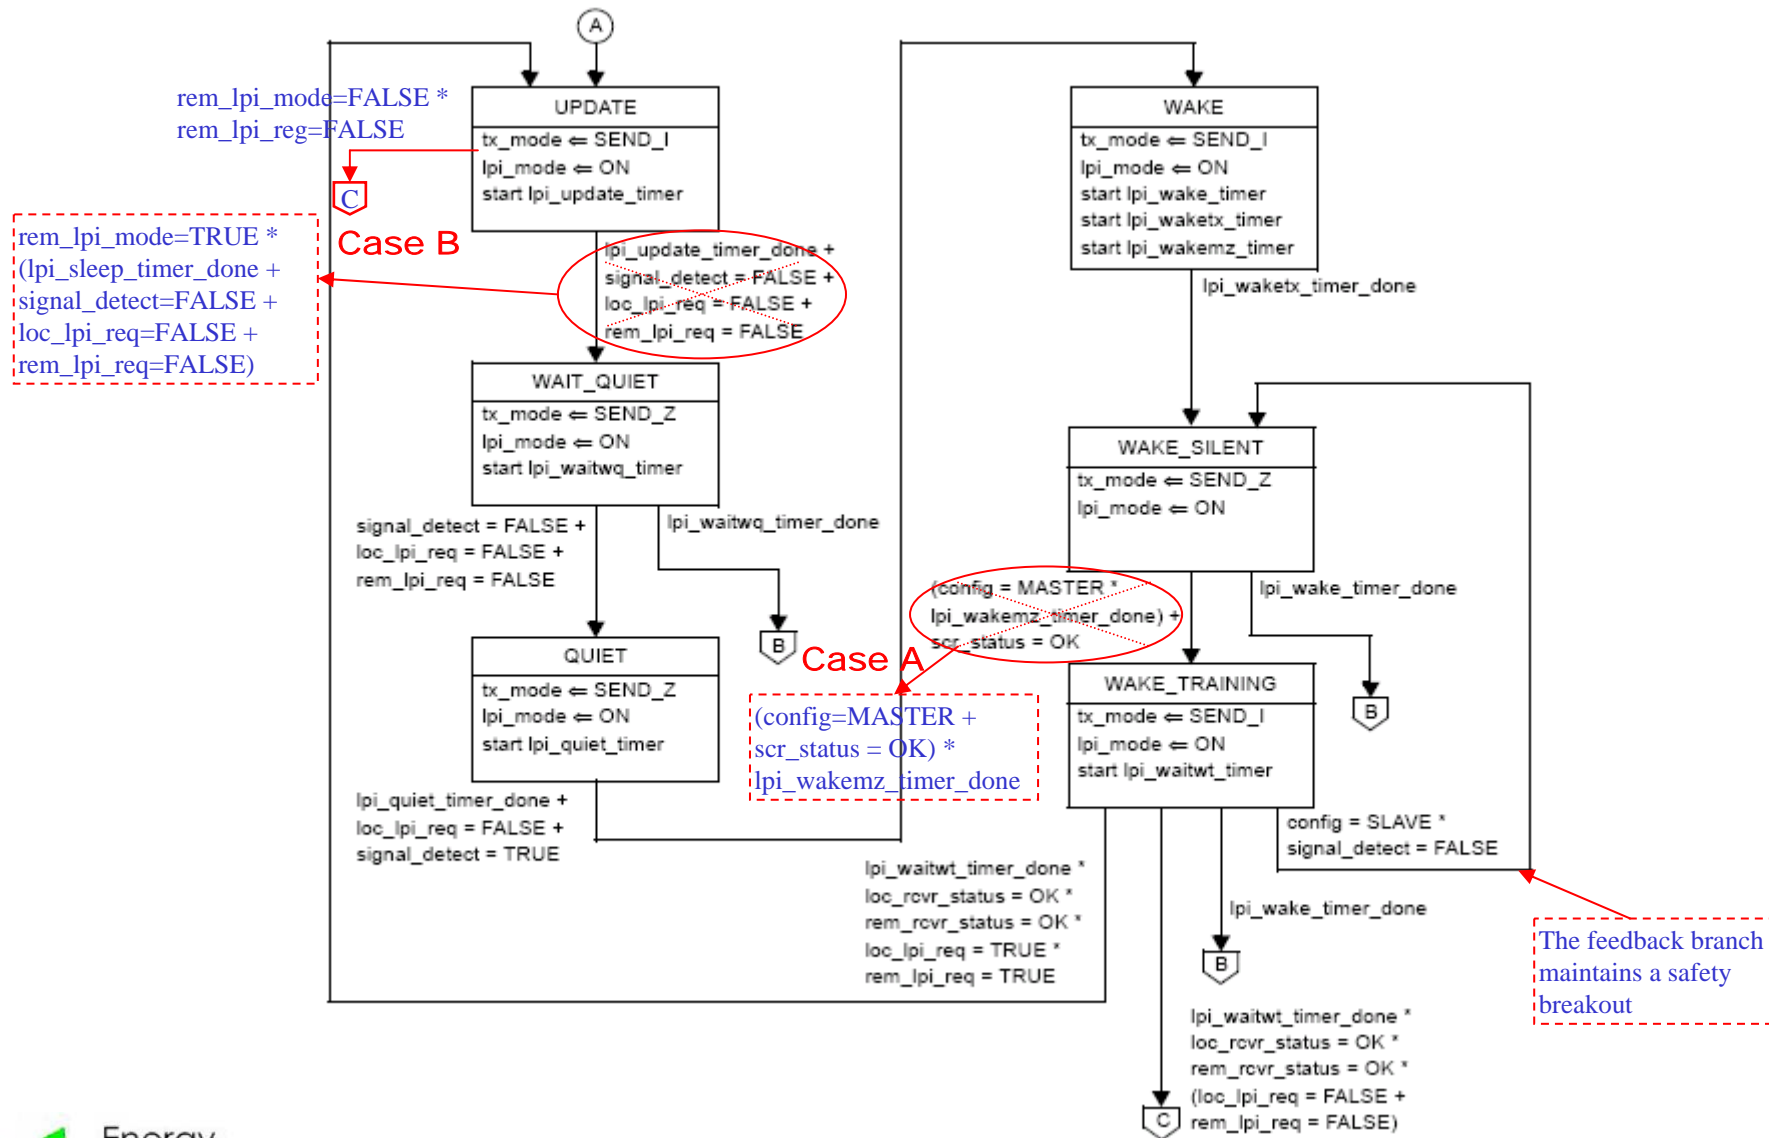 A
rem_lpi_mode=FALSE *
rem_lpi_reg=FALSE
C
Case B
UPDATE
tx_mode ⇐ SEND_I
lpi_mode ⇐ ON
start lpi_update_timer
rem_lpi_mode=TRUE *
(lpi_sleep_timer_done +
signal_detect=FALSE +
loc_lpi_req=FALSE +
rem_lpi_req=FALSE)
lpi_update_timer_done +
signal_detect = FALSE +
loc_lpi_req = FALSE +
rem_lpi_req = FALSE
WAIT_QUIET
tx_mode ⇐ SEND_Z
lpi_mode ⇐ ON
start lpi_waitwq_timer
signal_detect = FALSE +
loc_lpi_req = FALSE +
rem_lpi_req = FALSE
lpi_waitwq_timer_done
B
QUIET
tx_mode ⇐ SEND_Z
lpi_mode ⇐ ON
start lpi_quiet_timer
lpi_quiet_timer_done +
loc_lpi_req = FALSE +
signal_detect = TRUE
WAKE
tx_mode ⇐ SEND_I
lpi_mode ⇐ ON
start lpi_wake_timer
start lpi_waketx_timer
start lpi_wakemz_timer
lpi_waketx_timer_done
WAKE_SILENT
tx_mode ⇐ SEND_Z
lpi_mode ⇐ ON
(config = MASTER *
lpi_wakemz_timer_done) +
scr_status = OK
Case A
(config=MASTER +
scr_status = OK) *
lpi_wakemz_timer_done
lpi_wake_timer_done
B
WAKE_TRAINING
tx_mode ⇐ SEND_I
lpi_mode ⇐ ON
start lpi_waitwt_timer
config = SLAVE *
signal_detect = FALSE
lpi_waitwt_timer_done *
loc_rcvr_status = OK *
rem_rcvr_status = OK *
loc_lpi_req = TRUE *
rem_lpi_req = TRUE
lpi_wake_timer_done
B
The feedback branch
maintains a safety
breakout
lpi_waitwt_timer_done *
loc_rcvr_status = OK *
rem_rcvr_status = OK *
(loc_lpi_req = FALSE +
rem_lpi_req = FALSE)
C
Energy